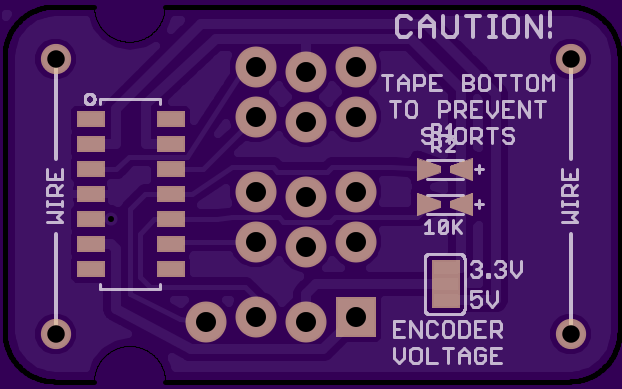 CAUTION!
TAPE BOTTOM
TO PREVENT
SHORTS
R1
R2
+
+
10K
WIRE
WIRE
3.3V
5V
ENCODER
VOLTAGE